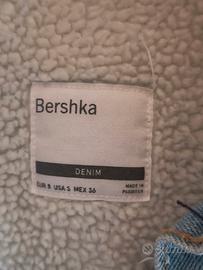 Bershka
DENIM
EUR S USA S MEX 36
MADE IN
PAKISTAN